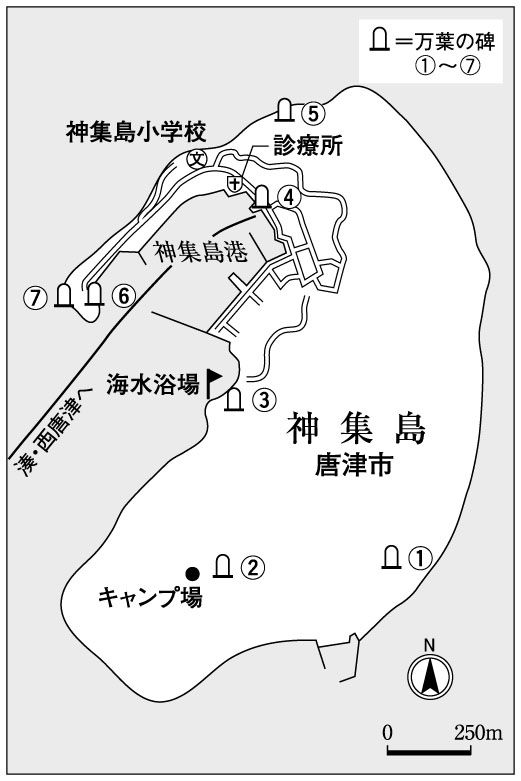 ＝万葉の碑
①～⑦
⑤
神集島小学校
文
診療所
④
神集島港
⑦
⑥
海水浴場
湊・西唐津へ
③
神集島
唐津市
①
②
キャンプ場
N
0 250m